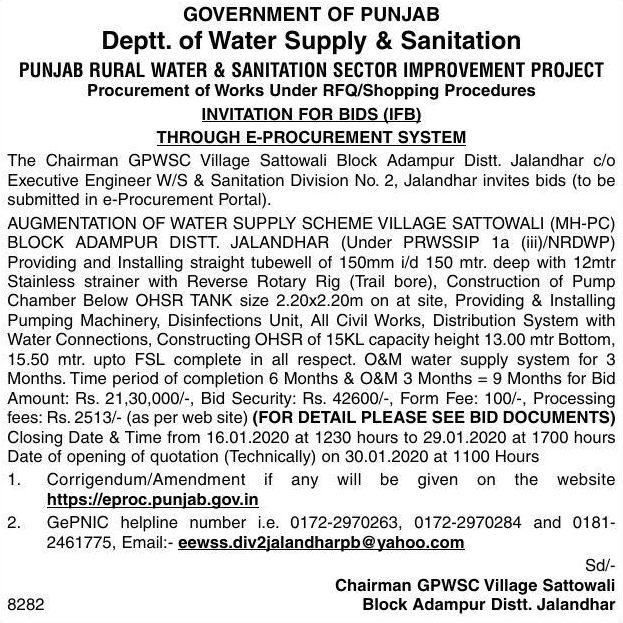 GOVERNMENT OF PUNJAB
Deptt. of Water Supply & Sanitation
PUNJAB RURAL WATER & SANITATION SECTOR IMPROVEMENT PROJECT
Procurement of Works Under RFQ/Shopping Procedures
INVITATION FOR BIDS (IFB)
THROUGH E-PROCUREMENT SYSTEM
The Chairman GPWSC Village Sattowali Block Adampur Distt. Jalandhar c/o
Executive Engineer W/S & Sanitation Division No. 2, Jalandhar invites bids (to be
submitted in e-Procurement Portal).
AUGMENTATION OF WATER SUPPLY SCHEME VILLAGE SATTOWALI (MH-PC)
BLOCK ADAMPUR DISTT. JALANDHAR (Under PRWSSIP 1a (iii)/NRDWP)
Providing and Installing straight tubewell of 150mm i/d 150 mtr. deep with 12mtr
Stainless strainer with Reverse Rotary Rig (Trail bore), Construction of Pump
Chamber Below OHSR TANK size 2.20x2.20m on at site, Providing & Installing
Pumping Machinery, Disinfections Unit, All Civil Works, Distribution System with
Water Connections, Constructing OHSR of 15KL capacity height 13.00 mtr Bottom,
15.50 mtr. upto FSL complete in all respect. O&M water supply system for 3
Months. Time period of completion 6 Months & O&M 3 Months = 9 Months for Bid
Amount: Rs. 21,30,000/-, Bid Security: Rs. 42600/-, Form Fee: 100/-, Processing
fees: Rs. 2513/- (as per web site) (FOR DETAIL PLEASE SEE BID DOCUMENTS)
Closing Date & Time from 16.01.2020 at 1230 hours to 29.01.2020 at 1700 hours
Date of opening of quotation (Technically) on 30.01.2020 at 1100 Hours
1. Corrigendum/Amendment if any will be given on the website
https://eproc.punjab.gov.in
2. GePNIC helpline number i.e. 0172-2970263, 0172-2970284 and 0181-
2461775, Email:- eewss.div2jalandharpb@yahoo.com
Sd/-
Chairman GPWSC Village Sattowali
8282 Block Adampur Distt. Jalandhar